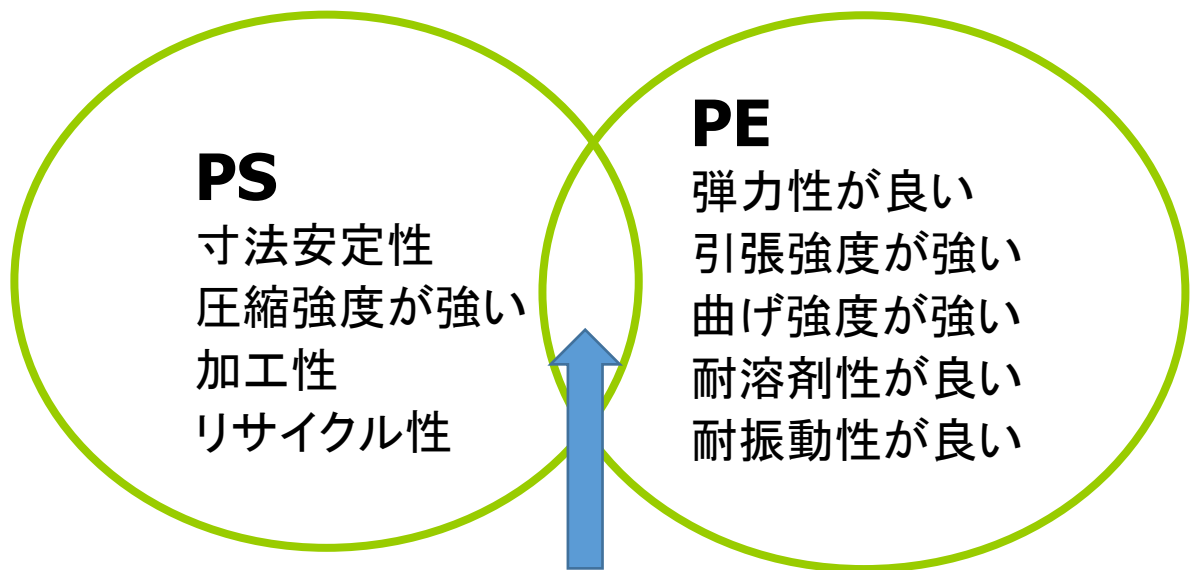 PS
寸法安定性
圧縮強度が強い
加工性
リサイクル性
PE
弾力性が良い
引張強度が強い
曲げ強度が強い
耐溶剤性が良い
耐振動性が良い